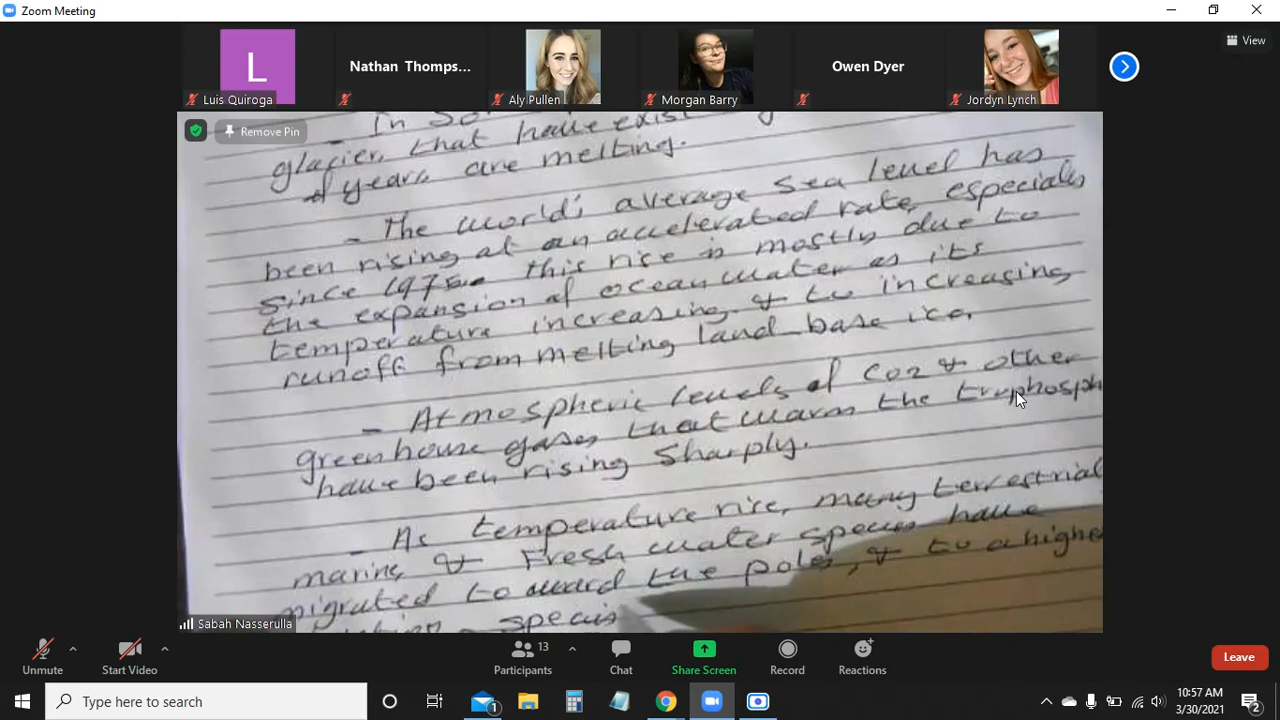 Zoom Meeting
View
L
Luis Quiroga
Nathan Thomps...
Aly Pullen
Morgan Barry
Owen Dyer
Jordyn Lynch
Remove Pin
- In
glacier, that have exist
of years, are melting.
- The world's average sea level has
been rising at an accelerated rate, especially
since 1975. this rise is mostly due to
the expansion of ocean water as its
temperature increasing & to increasing
runoff from melting land base ice.
- Atmospheric levels of CO2 & other
greenhouse gases that warm the trophosph
have been rising Sharply.
- As temperature rise, many terrestrial
marine & Fresh water species have
migrated toward the poles, & to a highe
specis
Sabah Nasserulla
Unmute
Start Video
13
Participants
Chat
Share Screen
Record
Reactions
Leave
Type here to search
1
10:57 AM
3/30/2021
2